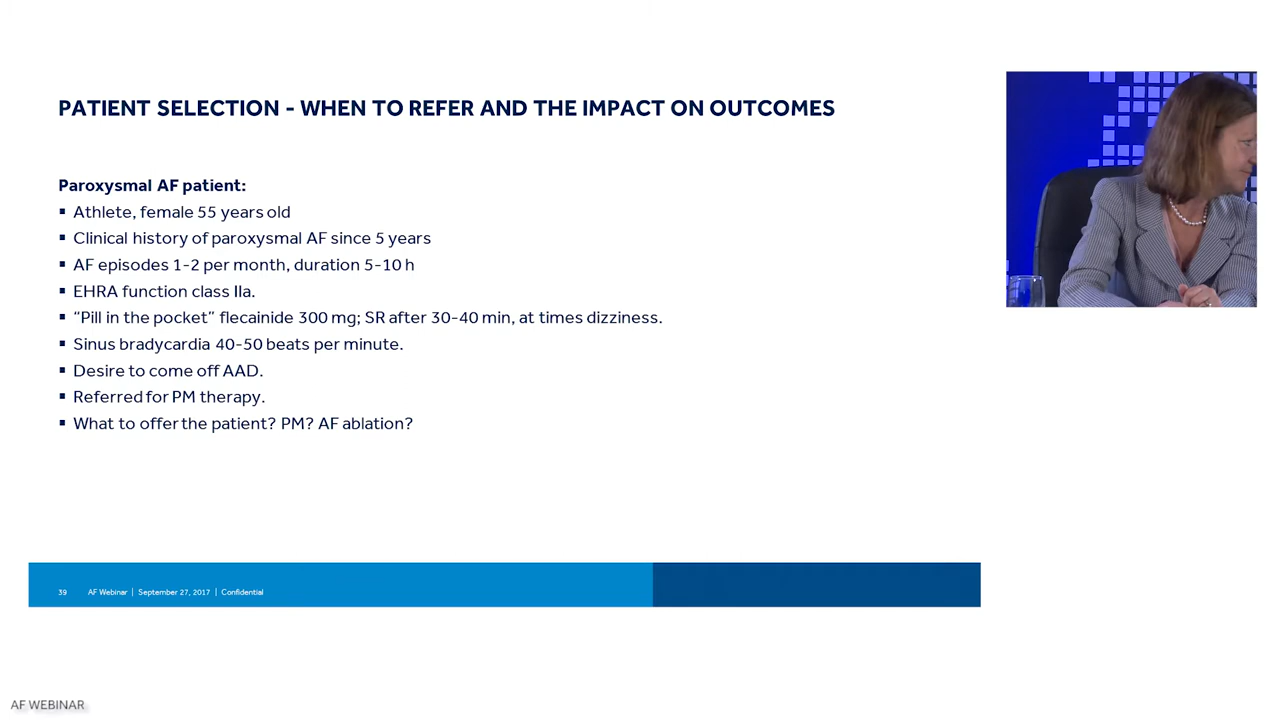 PATIENT SELECTION - WHEN TO REFER AND THE IMPACT ON OUTCOMES
Paroxysmal AF patient:
▪ Athlete, female 55 years old
▪ Clinical history of paroxysmal AF since 5 years
▪ AF episodes 1-2 per month, duration 5-10 h
▪ EHRA function class IIa.
▪ “Pill in the pocket” flecainide 300 mg; SR after 30-40 min, at times dizziness.
▪ Sinus bradycardia 40-50 beats per minute.
▪ Desire to come off AAD.
▪ Referred for PM therapy.
▪ What to offer the patient? PM? AF ablation?
39 AF Webinar | September 27, 2017 | Confidential
AF WEBINAR